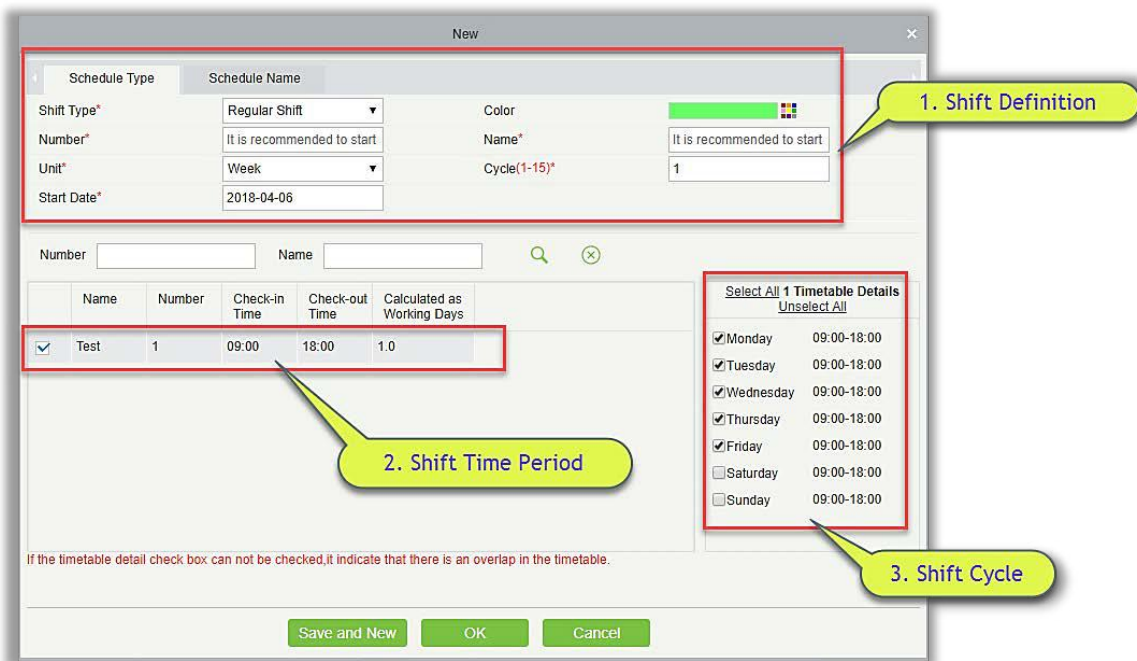 New
Schedule Type Schedule Name
Shift Type* Regular Shift Color
Number* It is recommended to start Name* It is recommended to start
Unit* Week Cycle(1-15)* 1
Start Date* 2018-04-06
1. Shift Definition
Number Name
Name Number Check-in Time Check-out Time Calculated as Working Days
Test 1 09:00 18:00 1.0
2. Shift Time Period
Select All 1 Timetable Details
Unselect All
Monday 09:00-18:00
Tuesday 09:00-18:00
Wednesday 09:00-18:00
Thursday 09:00-18:00
Friday 09:00-18:00
Saturday 09:00-18:00
Sunday 09:00-18:00
3. Shift Cycle
If the timetable detail check box can not be checked,it indicate that there is an overlap in the timetable.
Save and New OK Cancel